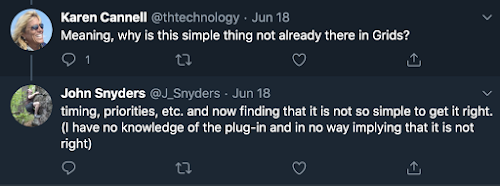 Karen Cannell @thtechnology · Jun 18
Meaning, why is this simple thing not already there in Grids?
1
John Snyders @J_Snyders · Jun 18
timing, priorities, etc. and now finding that it is not so simple to get it right.
(I have no knowledge of the plug-in and in no way implying that it is not
right)